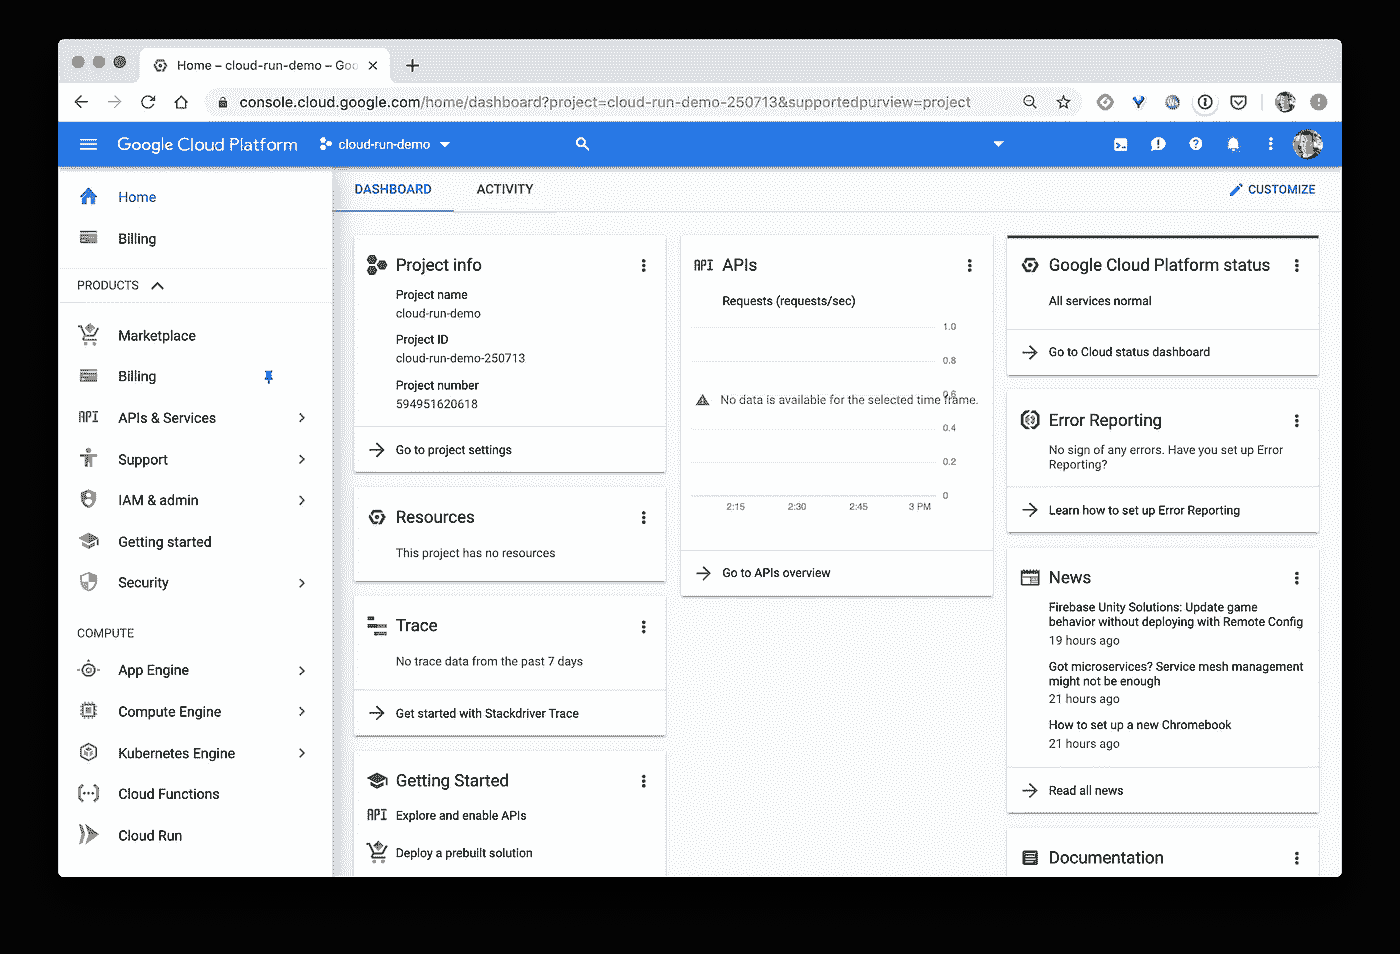 Home – cloud-run-demo – Goo
console.cloud.google.com/home/dashboard?project=cloud-run-demo-250713&supportedpurview=project
Google Cloud Platform
cloud-run-demo
Home
Billing
PRODUCTS
Marketplace
Billing
API
APIs & Services
Support
IAM & admin
Getting started
Security
COMPUTE
App Engine
Compute Engine
Kubernetes Engine
Cloud Functions
Cloud Run
DASHBOARD
ACTIVITY
CUSTOMIZE
Project info
Project name
cloud-run-demo
Project ID
cloud-run-demo-250713
Project number
594951620618
Go to project settings
Resources
This project has no resources
Trace
No trace data from the past 7 days
Get started with Stackdriver Trace
Getting Started
API
Explore and enable APIs
Deploy a prebuilt solution
API
APIs
Requests (requests/sec)
1.0
0.8
0.6
No data is available for the selected time frame.
0.4
0.2
0
2:15
2:30
2:45
3 PM
Go to APIs overview
Google Cloud Platform status
All services normal
Go to Cloud status dashboard
Error Reporting
No sign of any errors. Have you set up Error
Reporting?
Learn how to set up Error Reporting
News
Firebase Unity Solutions: Update game
behavior without deploying with Remote Config
19 hours ago
Got microservices? Service mesh management
might not be enough
21 hours ago
How to set up a new Chromebook
21 hours ago
Read all news
Documentation